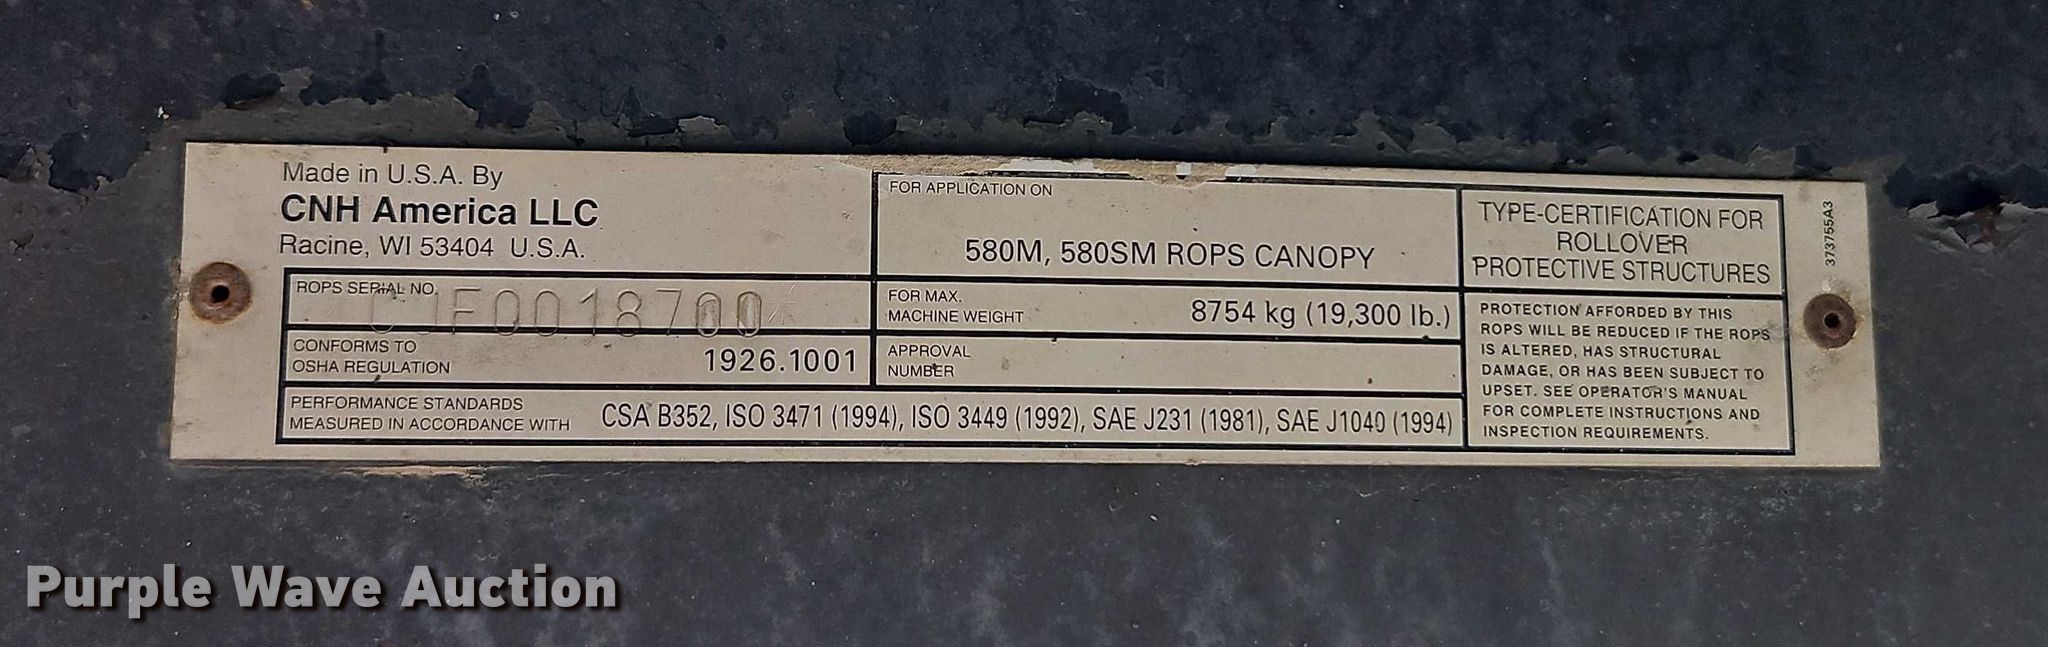 Made in U.S.A. By
CNH America LLC
Racine, WI 53404 U.S.A.
ROPS SERIAL NO.
CONFORMS TO
OSHA REGULATION
1926.1001
PERFORMANCE STANDARDS
MEASURED IN ACCORDANCE WITH
CSA B352, ISO 3471 (1994), ISO 3449 (1992), SAE J231 (1981), SAE J1040 (1994)
FOR APPLICATION ON
580M, 580SM ROPS CANOPY
FOR MAX.
MACHINE WEIGHT
8754 kg (19,300 lb.)
APPROVAL
NUMBER
TYPE-CERTIFICATION FOR
ROLLOVER
PROTECTIVE STRUCTURES
PROTECTION AFFORDED BY THIS
ROPS WILL BE REDUCED IF THE ROPS
IS ALTERED, HAS STRUCTURAL
DAMAGE, OR HAS BEEN SUBJECT TO
UPSET. SEE OPERATOR'S MANUAL
FOR COMPLETE INSTRUCTIONS AND
INSPECTION REQUIREMENTS.
373755A3
Purple Wave Auction